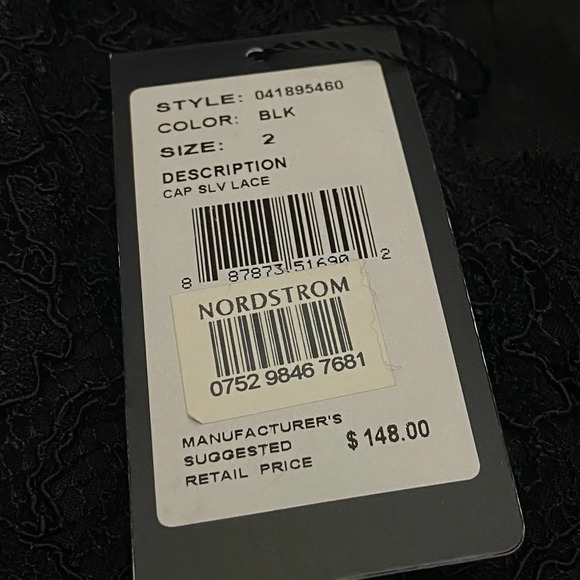 STYLE: 041895460
COLOR: BLK
SIZE: 2
DESCRIPTION
CAP SLV LACE
8 87873 51690 2
NORDSTROM
0752 9846 7681
MANUFACTURER'S
SUGGESTED $ 148.00
RETAIL PRICE